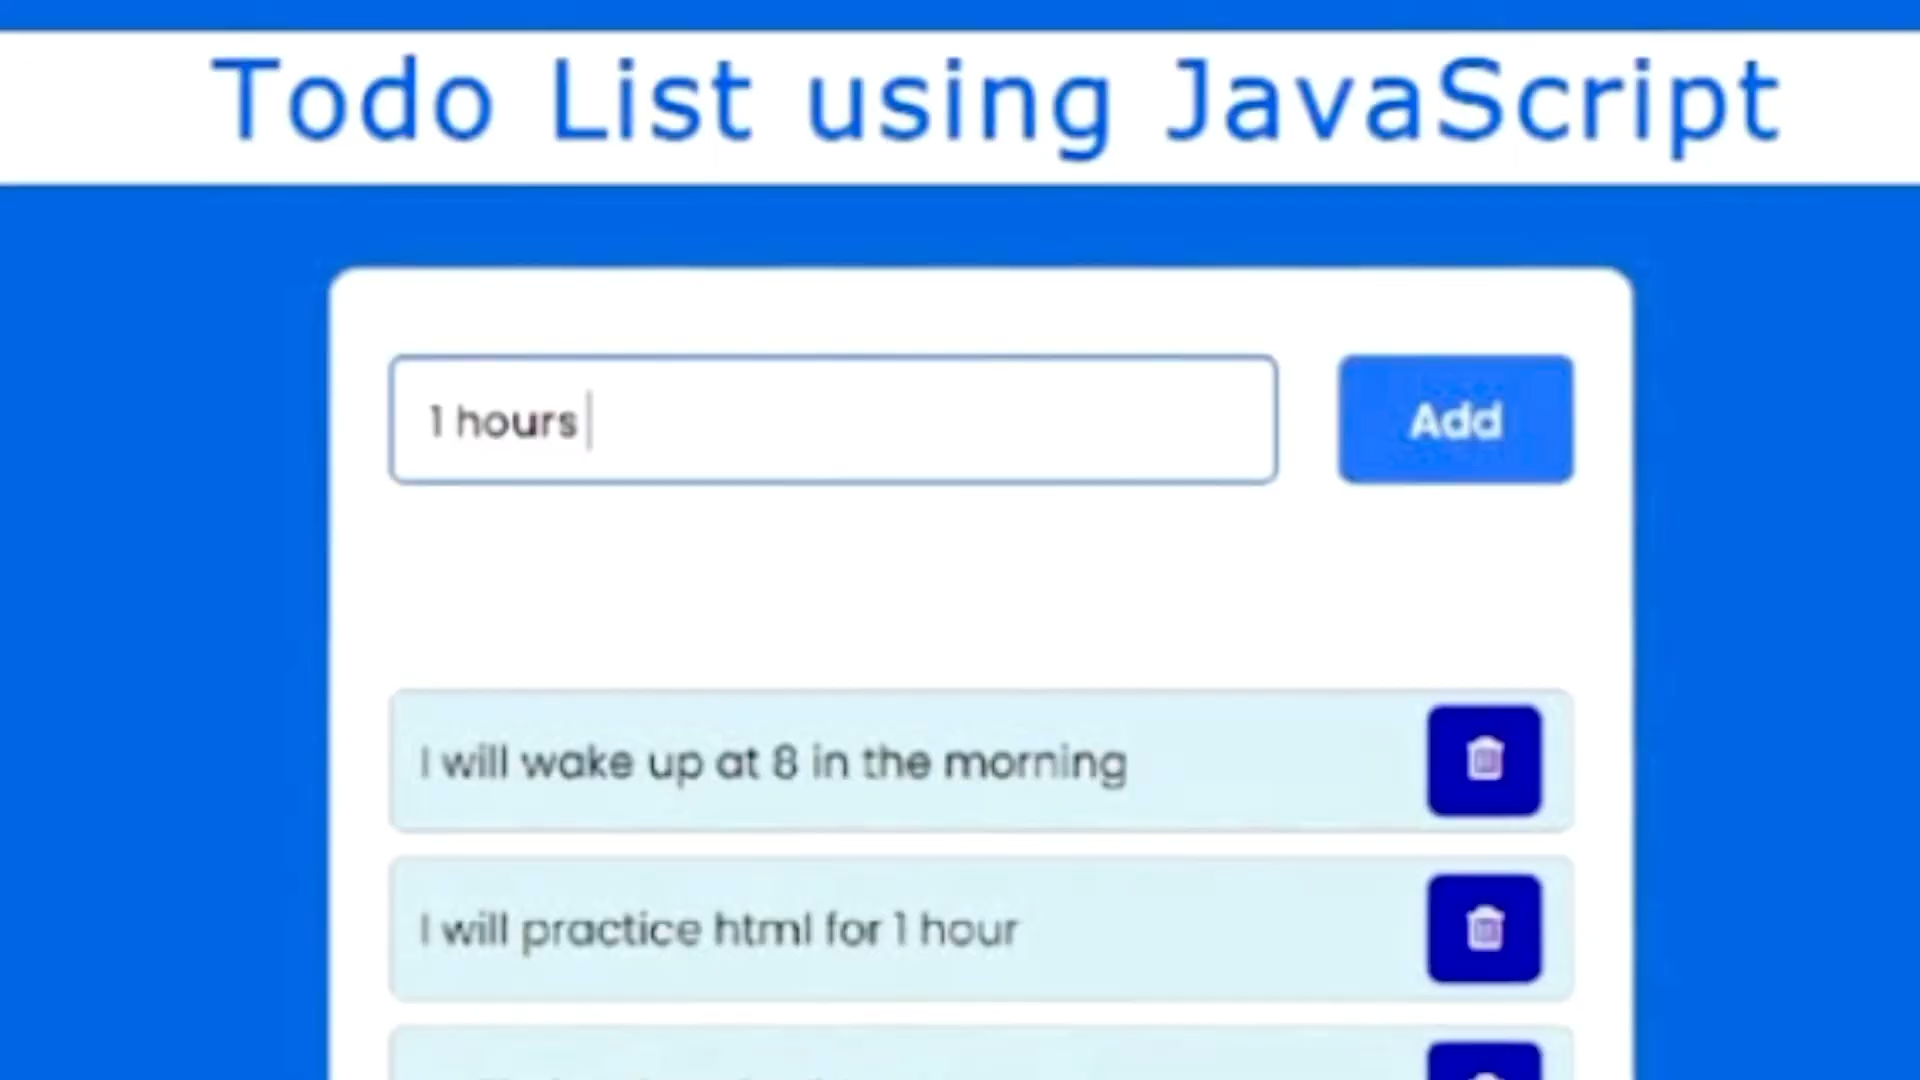 Todo List using JavaScript
1 hours
Add
I will wake up at 8 in the morning
I will practice html for 1 hour